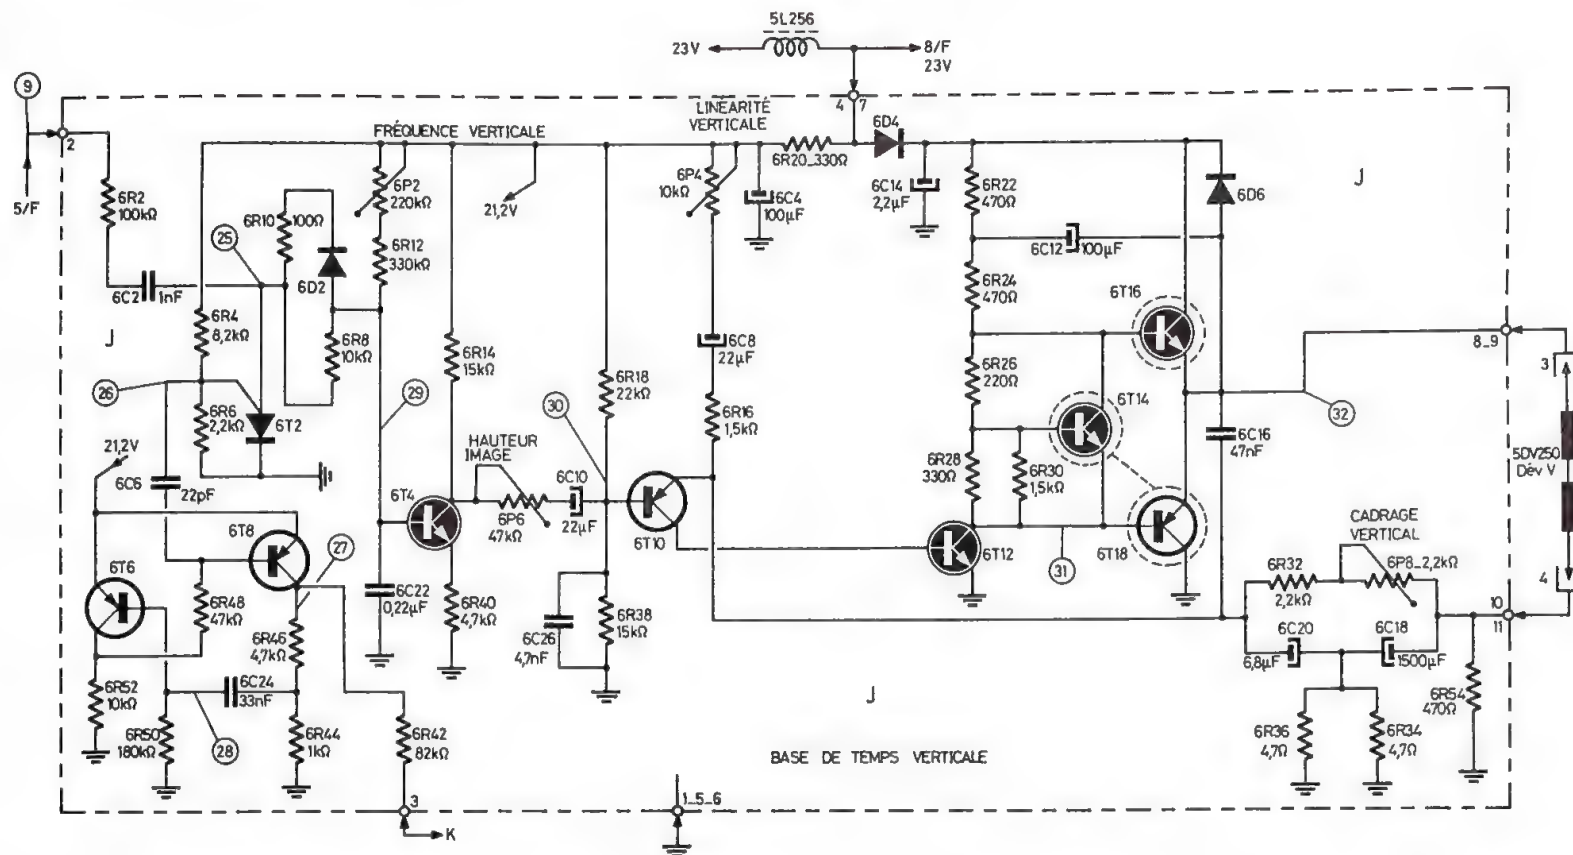 5L256
23V
8/F
23V
9
2
5/F
4 7
FRÉQUENCE VERTICALE
LINÉARITÉ
VERTICALE
6D4
6R20_330Ω
6R2
100kΩ
6R10
100Ω
6P2
220kΩ
21,2V
6P4
10kΩ
6C4
100µF
6C14
2,2µF
6R22
470Ω
6D6
J
25
6D2
6R12
330kΩ
6C12
100µF
6C2
1nF
6R4
8,2kΩ
J
6R8
10kΩ
6R14
15kΩ
6C8
22µF
6R24
470Ω
6T16
8_9
3
26
6R6
2,2kΩ
6T2
29
6R18
22kΩ
30
6R16
1,5kΩ
6R26
220Ω
6T14
32
21,2V
6C6
22pF
HAUTEUR
IMAGE
6C10
6P6
47kΩ
22µF
6T4
6T10
6R28
330Ω
6R30
1,5kΩ
6C16
47nF
5DV250
Dév V
6T8
27
6T12
31
6T18
CADRAGE
VERTICAL
6T6
6R48
47kΩ
6C22
0,22µF
6R40
4,7kΩ
6C26
4,7nF
6R38
15kΩ
6R32
2,2kΩ
6P8_2,2kΩ
4
10
11
6R46
4,7kΩ
6C20
6,8µF
6C18
1500µF
6R52
10kΩ
6C24
33nF
6R50
180kΩ
28
6R44
1kΩ
6R42
82kΩ
J
6R36
4,7Ω
6R34
4,7Ω
6R54
470Ω
BASE DE TEMPS VERTICALE
3
K
1_5_6